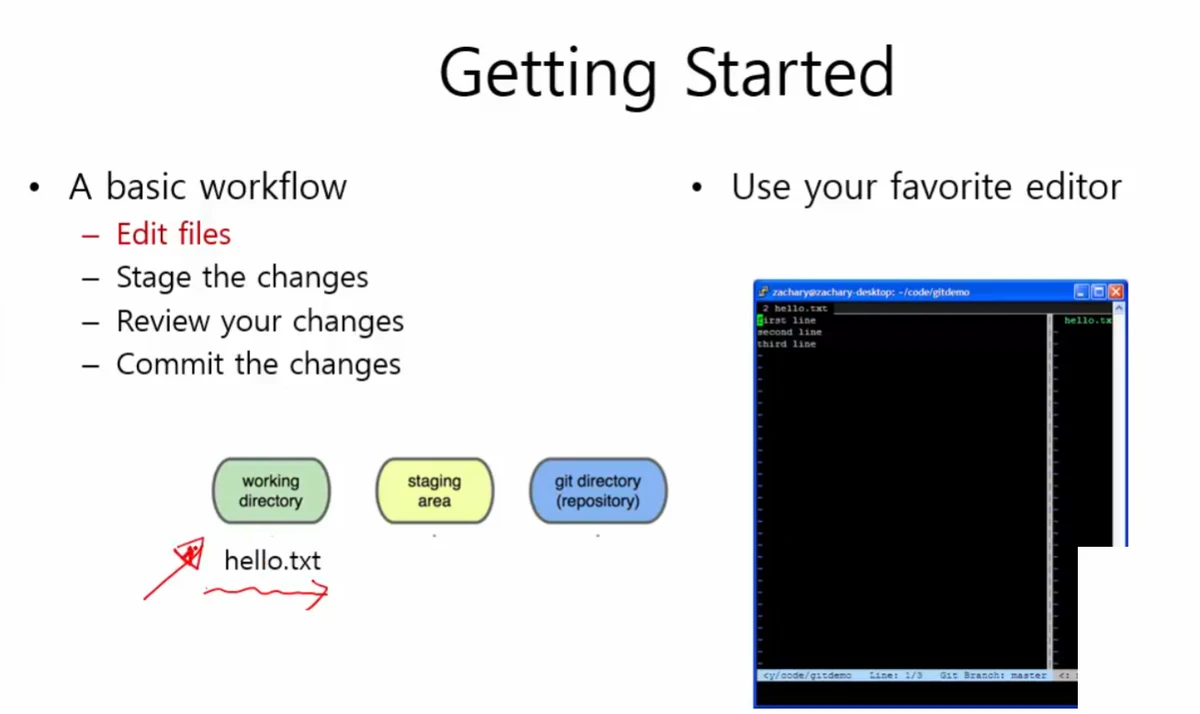 Getting Started
• A basic workflow
– Edit files
– Stage the changes
– Review your changes
– Commit the changes
working
directory
staging
area
git directory
(repository)
hello.txt
• Use your favorite editor
zachary@zachary-desktop: ~/code/gitdemo
2 hello.txt
first line
second line
third line
hello.tx
<y/code/gitdemo Line: 1/3 Git Branch: master <: